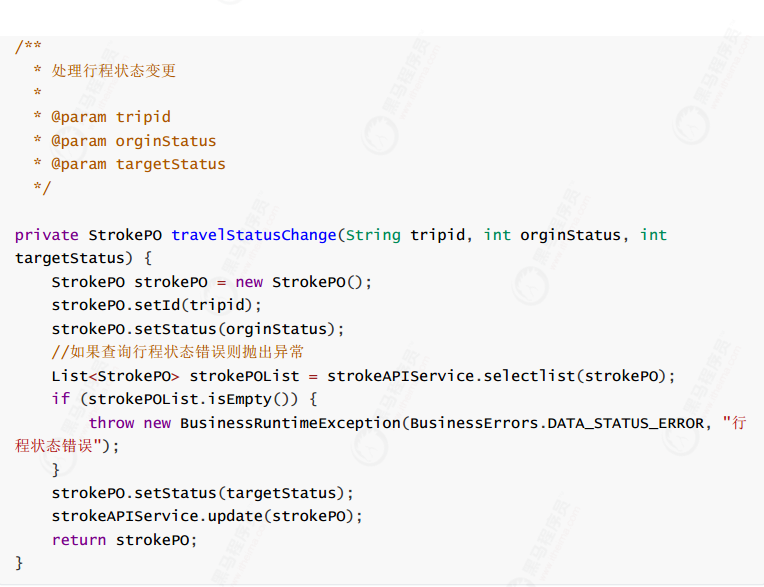 /**
* 处理行程状态变更
*
* @param tripid
* @param orginStatus
* @param targetStatus
*/
private StrokePO travelStatusChange(String tripid, int orginStatus, int
targetStatus) {
StrokePO strokePO = new StrokePO();
strokePO.setId(tripid);
strokePO.setStatus(orginStatus);
//如果查询行程状态错误则抛出异常
List<StrokePO> strokePOList = strokeAPIService.selectlist(strokePO);
if (strokePOList.isEmpty()) {
throw new BusinessRuntimeException(BusinessErrors.DATA_STATUS_ERROR, "行
程状态错误");
}
strokePO.setStatus(targetStatus);
strokeAPIService.update(strokePO);
return strokePO;
}